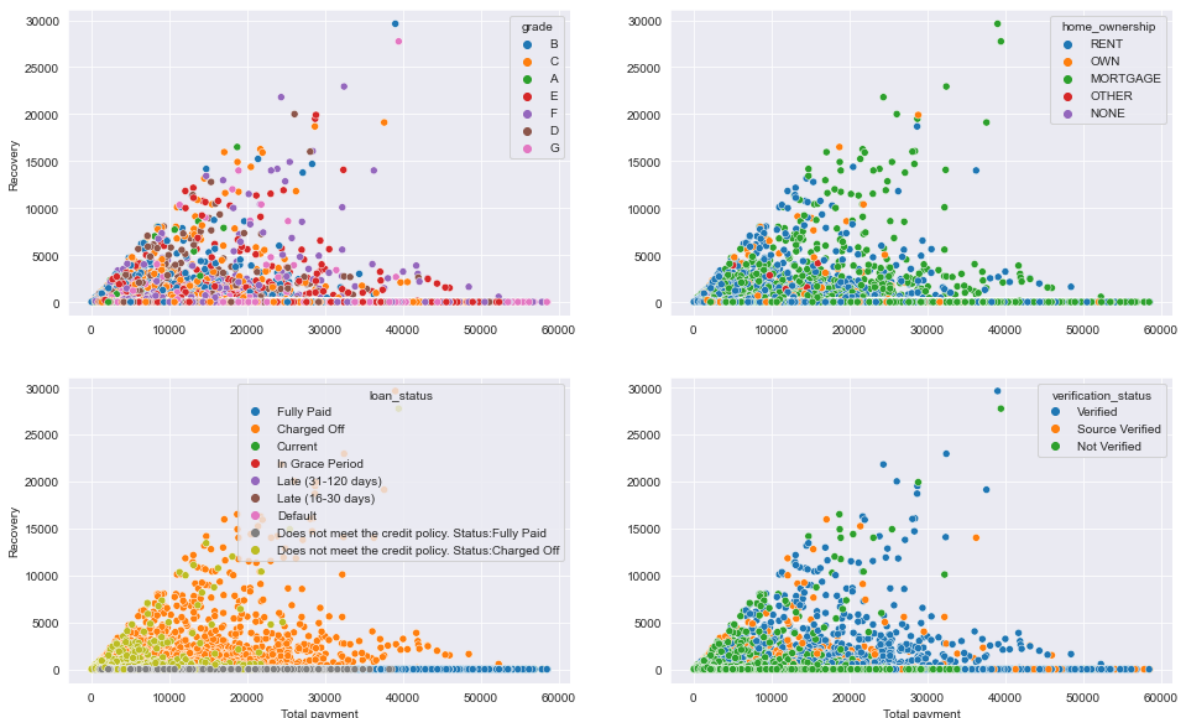 grade
B
C
A
E
F
D
G
Recovery
30000
25000
20000
15000
10000
5000
0
0 10000 20000 30000 40000 50000 60000
home_ownership
RENT
OWN
MORTGAGE
OTHER
NONE
30000
25000
20000
15000
10000
5000
0
0 10000 20000 30000 40000 50000 60000
loan_status
Fully Paid
Charged Off
Current
In Grace Period
Late (31-120 days)
Late (16-30 days)
Default
Does not meet the credit policy. Status:Fully Paid
Does not meet the credit policy. Status:Charged Off
Recovery
30000
25000
20000
15000
10000
5000
0
0 10000 20000 30000 40000 50000 60000
Total payment
verification_status
Verified
Source Verified
Not Verified
30000
25000
20000
15000
10000
5000
0
0 10000 20000 30000 40000 50000 60000
Total payment